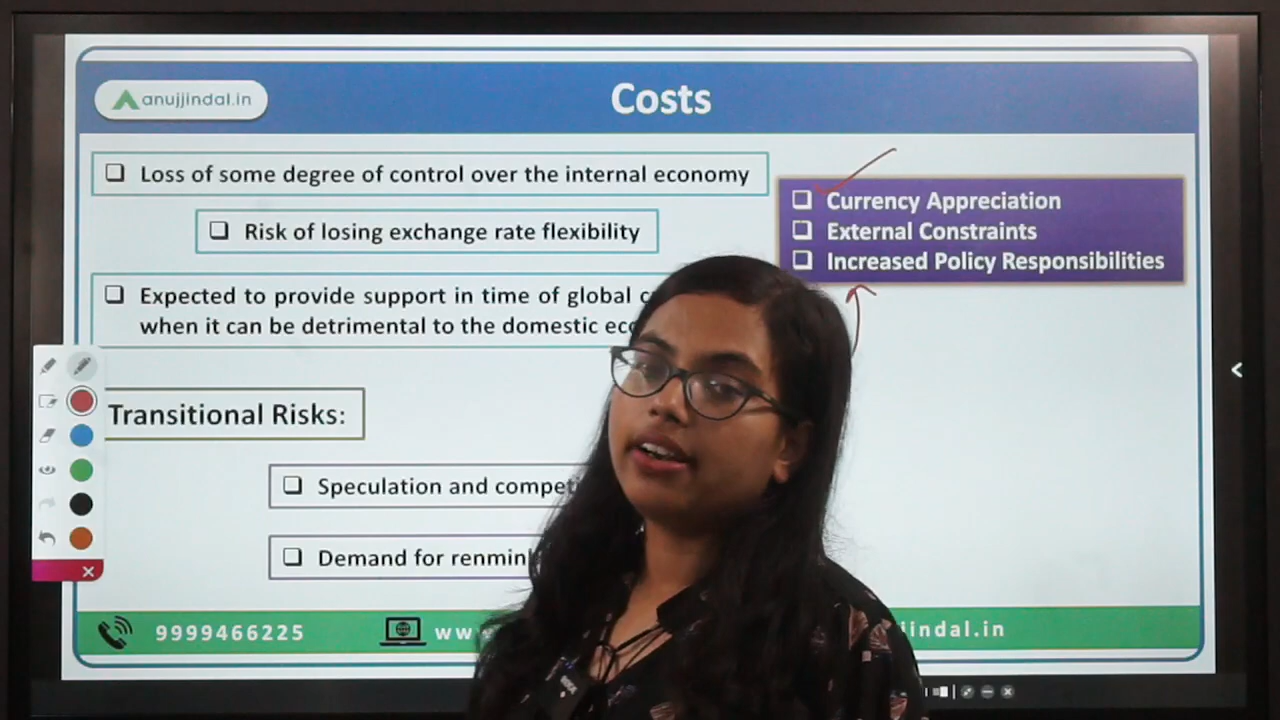 anujjindal.in
Costs
Loss of some degree of control over the internal economy
Risk of losing exchange rate flexibility
Expected to provide support in time of global
when it can be detrimental to the domestic
Currency Appreciation
External Constraints
Increased Policy Responsibilities
Transitional Risks:
Speculation and
Demand for
9999466225